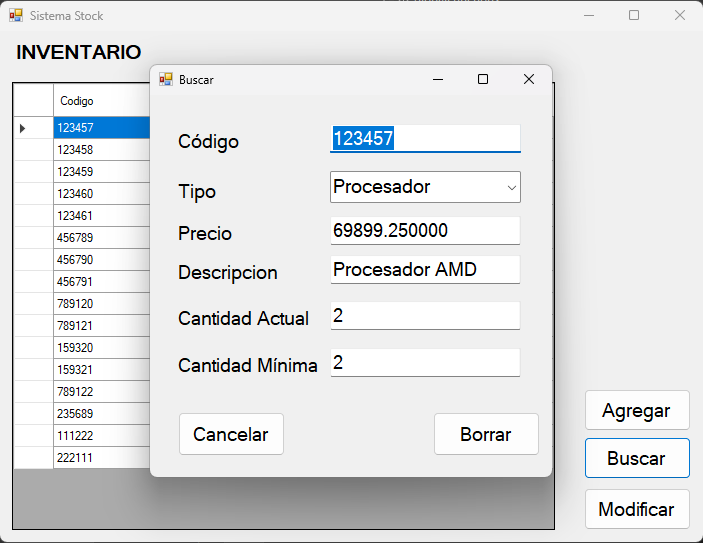 Sistema Stock
INVENTARIO
Codigo
123457
123458
123459
123460
123461
456789
456790
456791
789120
789121
159320
159321
789122
235689
111222
222111
Buscar
Código
123457
Tipo
Procesador
Precio
69899.250000
Descripcion
Procesador AMD
Cantidad Actual
2
Cantidad Mínima
2
Cancelar
Borrar
Agregar
Buscar
Modificar